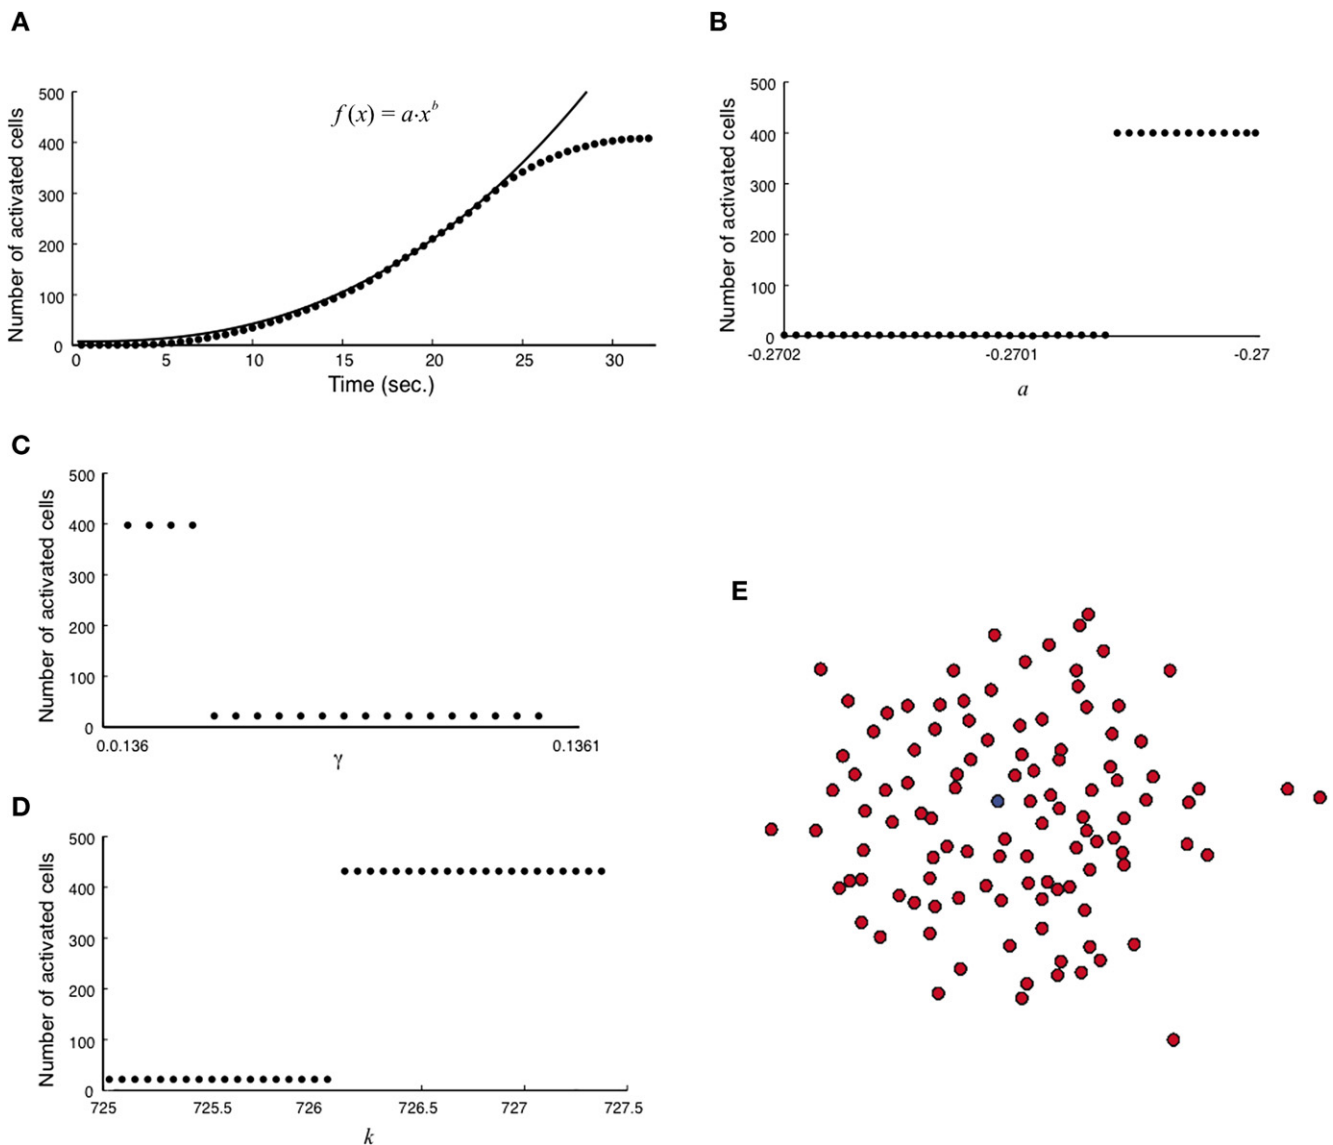 A
B
Number of activated cells
500
400
300
200
100
0
f (x) = a·x^b
0 5 10 15 20 25 30
Time (sec.)
Number of activated cells
500
400
300
200
100
0
-0.2702 -0.2701 -0.27
a
C
Number of activated cells
500
400
300
200
100
0
0.0.136 0.1361
γ
D
Number of activated cells
500
400
300
200
100
0
725 725.5 726 726.5 727 727.5
k
E